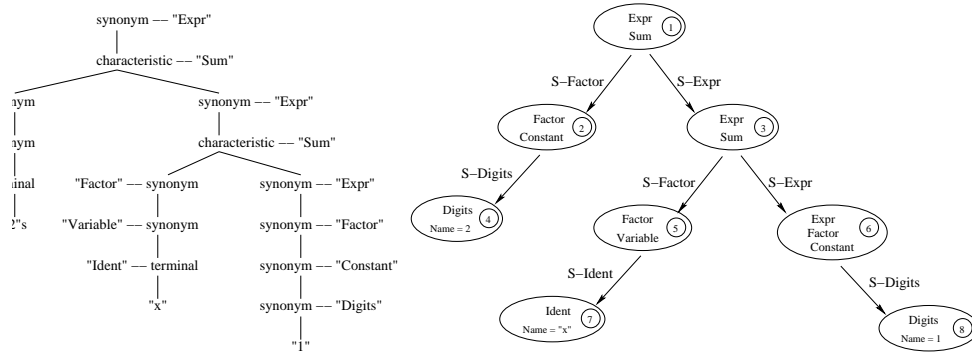 synonym — "Expr"
characteristic — "Sum"
synonym — "Expr"
characteristic — "Sum"
"Factor" — synonym
synonym — "Expr"
"Variable" — synonym
synonym — "Factor"
"Ident" — terminal
synonym — "Constant"
"x"
synonym — "Digits"
"1"
Expr
Sum
1
S−Factor
S−Expr
Factor
Constant
2
Expr
Sum
3
S−Digits
S−Factor
S−Expr
Digits
Name = 2
4
Factor
Variable
5
Expr
Factor
Constant
6
S−Ident
S−Digits
Ident
Name = "x"
7
Digits
Name = 1
8